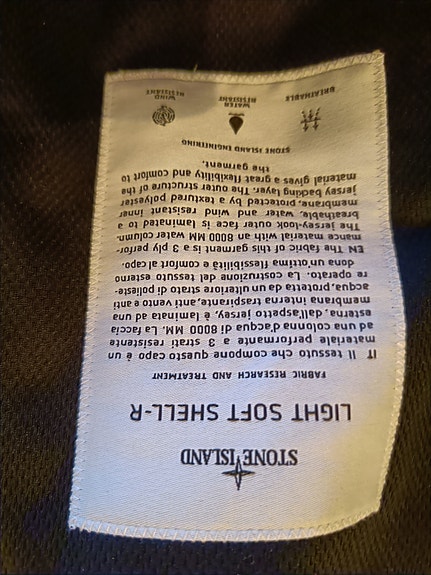 STONE ISLAND
LIGHT SOFT SHELL-R
FABRIC RESEARCH AND TREATMENT
IT Il tessuto che compone questo capo è un
materiale performante a 3 strati resistente
ad una colonna d'acqua di 8000 MM. La faccia
esterna, dall'aspetto jersey, è laminata ad una
membrana interna traspirante, anti vento e anti
acqua, protetta da un ulteriore strato di polieste-
re operato. La costruzione del tessuto esterno
dona un'ottima flessibilità e comfort al capo.
EN The fabric of this garment is a 3 ply perfor-
mance material with an 8000 MM water column.
The jersey-look outer face is laminated to a
breathable, water and wind resistant inner
membrane, protected by a textured polyester
jersey backing layer. The outer structure of the
material gives a great flexibility and comfort to
the garment.
STONE ISLAND ENGINEERING
BREATHABLE
WATER
RESISTANT
WIND
RESISTANT